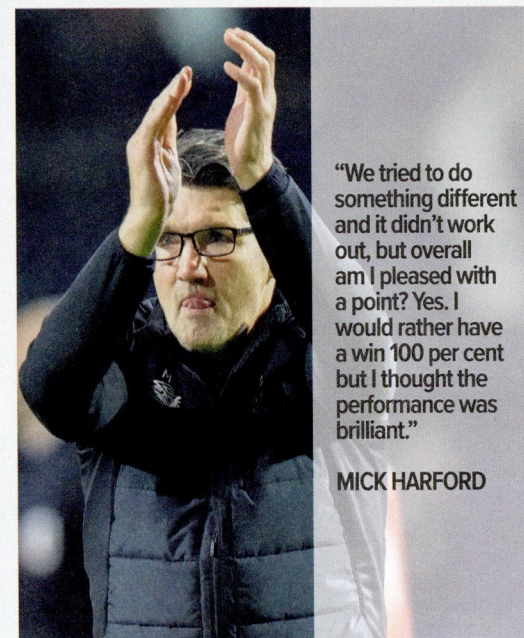 “We tried to do
something different
and it didn’t work
out, but overall
am I pleased with
a point? Yes. I
would rather have
a win 100 per cent
but I thought the
performance was
brilliant.”
MICK HARFORD